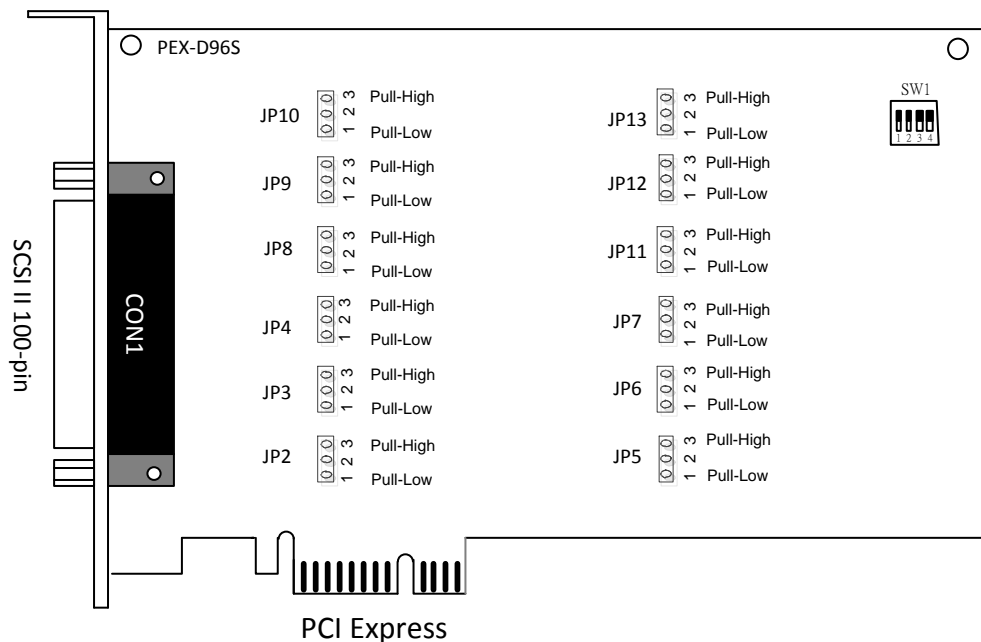 PEX-D96S
SW1
1 2 3 4
JP10
3 Pull-High
2
1 Pull-Low
JP13
3 Pull-High
2
1 Pull-Low
JP9
3 Pull-High
2
1 Pull-Low
JP12
3 Pull-High
2
1 Pull-Low
JP8
3 Pull-High
2
1 Pull-Low
JP11
3 Pull-High
2
1 Pull-Low
JP4
3 Pull-High
2
1 Pull-Low
JP7
3 Pull-High
2
1 Pull-Low
JP3
3 Pull-High
2
1 Pull-Low
JP6
3 Pull-High
2
1 Pull-Low
JP2
3 Pull-High
2
1 Pull-Low
JP5
3 Pull-High
2
1 Pull-Low
SCSI II 100-pin
CON1
PCI Express